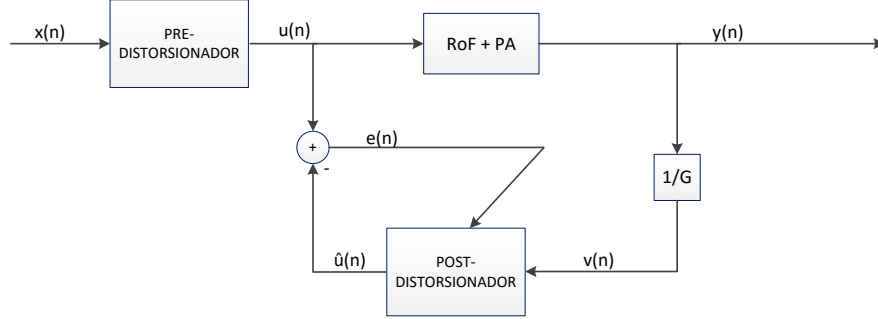 x(n)
PRE-
DISTORSIONADOR
u(n)
RoF + PA
y(n)
+
e(n)
-
1/G
û(n)
POST-
DISTORSIONADOR
v(n)